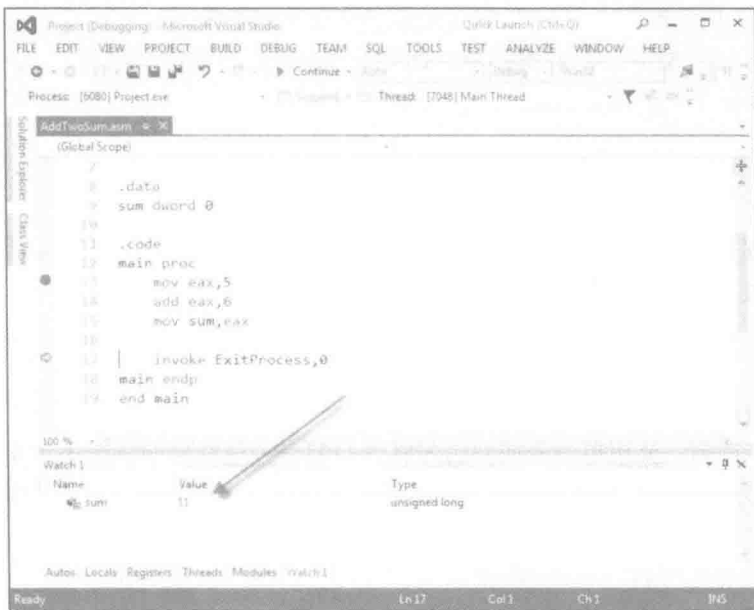 Project (Debugging) - Microsoft Visual Studio
Quick Launch (Ctrl+Q)
FILE EDIT VIEW PROJECT BUILD DEBUG TEAM SQL TOOLS TEST ANALYZE WINDOW HELP
Continue
Process: [6080] Project.exe
Thread: [7048] Main Thread
Solution Explorer
Class View
AddTwoSum.asm
(Global Scope)
7
8 .data
9 sum dword 0
10
11 .code
12 main proc
13 mov eax,5
14 add eax,6
15 mov sum,eax
16
17 invoke ExitProcess,0
18 main endp
19 end main
100 %
Watch 1
Name Value Type
sum 11 unsigned long
Autos Locals Registers Threads Modules Watch 1
Ready Ln 17 Col 1 Ch 1 INS